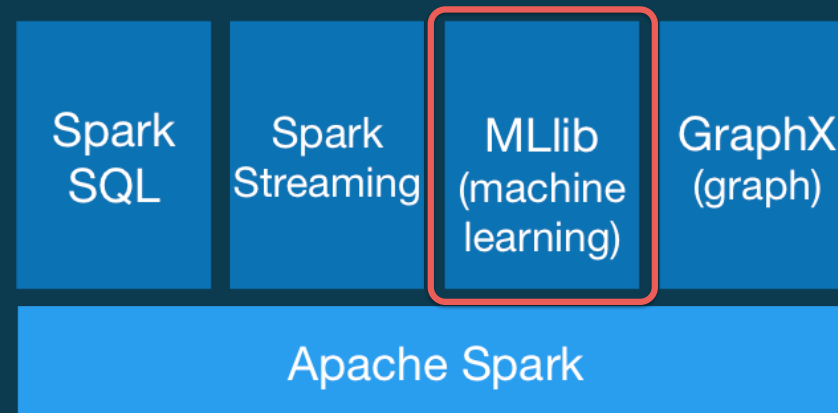 Spark
SQL
Spark
Streaming
MLlib
(machine
learning)
GraphX
(graph)
Apache Spark